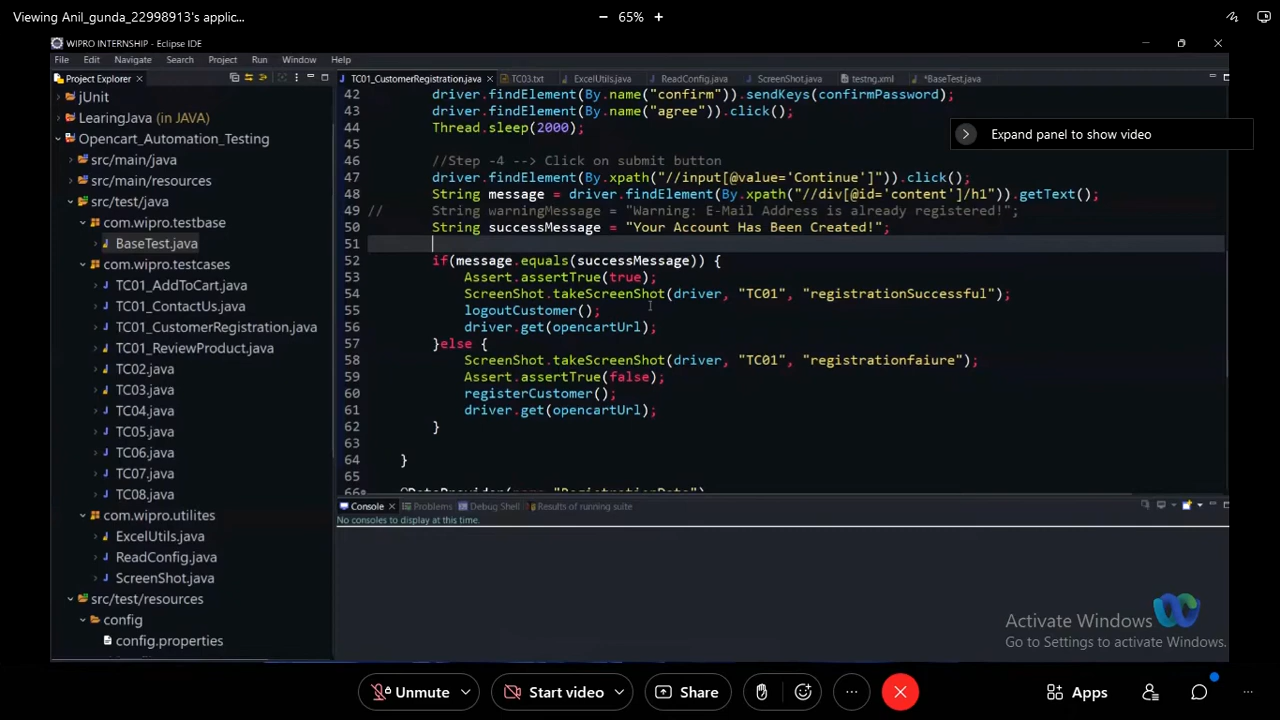 Viewing Anil_gunda_22998913's applic...
65%
WIPRO INTERNSHIP - Eclipse IDE
File Edit Navigate Search Project Run Window Help
Project Explorer
TC01_CustomerRegistration.java TC03.txt ExcelUtils.java ReadConfig.java ScreenShot.java testng.xml *BaseTest.java
Expand panel to show video
jUnit
LearingJava (in JAVA)
Opencart_Automation_Testing
src/main/java
src/main/resources
src/test/java
com.wipro.testbase
BaseTest.java
com.wipro.testcases
TC01_AddToCart.java
TC01_ContactUs.java
TC01_CustomerRegistration.java
TC01_ReviewProduct.java
TC02.java
TC03.java
TC04.java
TC05.java
TC06.java
TC07.java
TC08.java
com.wipro.utilites
ExcelUtils.java
ReadConfig.java
ScreenShot.java
src/test/resources
config
config.properties
42 driver.findElement(By.name("confirm")).sendKeys(confirmPassword);
43 driver.findElement(By.name("agree")).click();
44 Thread.sleep(2000);
45
46 //Step -4 --> Click on submit button
47 driver.findElement(By.xpath("//input[@value='Continue']")).click();
48 String message = driver.findElement(By.xpath("//div[@id='content']/h1")).getText();
49 // String warningMessage = "Warning: E-Mail Address is already registered!";
50 String successMessage = "Your Account Has Been Created!";
51
52 if(message.equals(successMessage)) {
53 Assert.assertTrue(true);
54 ScreenShot.takeScreenShot(driver, "TC01", "registrationSuccessful");
55 logoutCustomer();
56 driver.get(opencartUrl);
57 }else {
58 ScreenShot.takeScreenShot(driver, "TC01", "registrationfaiure");
59 Assert.assertTrue(false);
60 registerCustomer();
61 driver.get(opencartUrl);
62 }
63
64 }
65
66 @DataProvider(name="RegistrationData")
Console Problems Debug Shell Results of running suite
No consoles to display at this time.
Activate Windows
Go to Settings to activate Windows.
Unmute Start video Share Apps